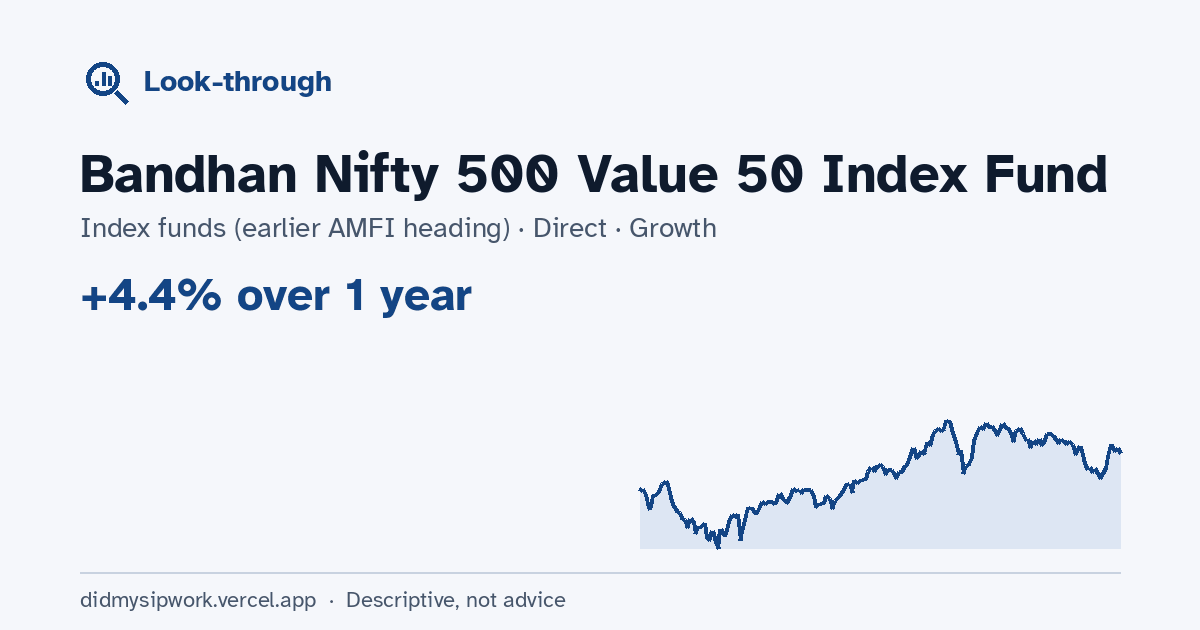 Look-through
Bandhan Nifty 500 Value 50 Index Fund
Index funds (earlier AMFI heading) · Direct · Growth
+4.4% over 1 year
didmysipwork.vercel.app · Descriptive, not advice